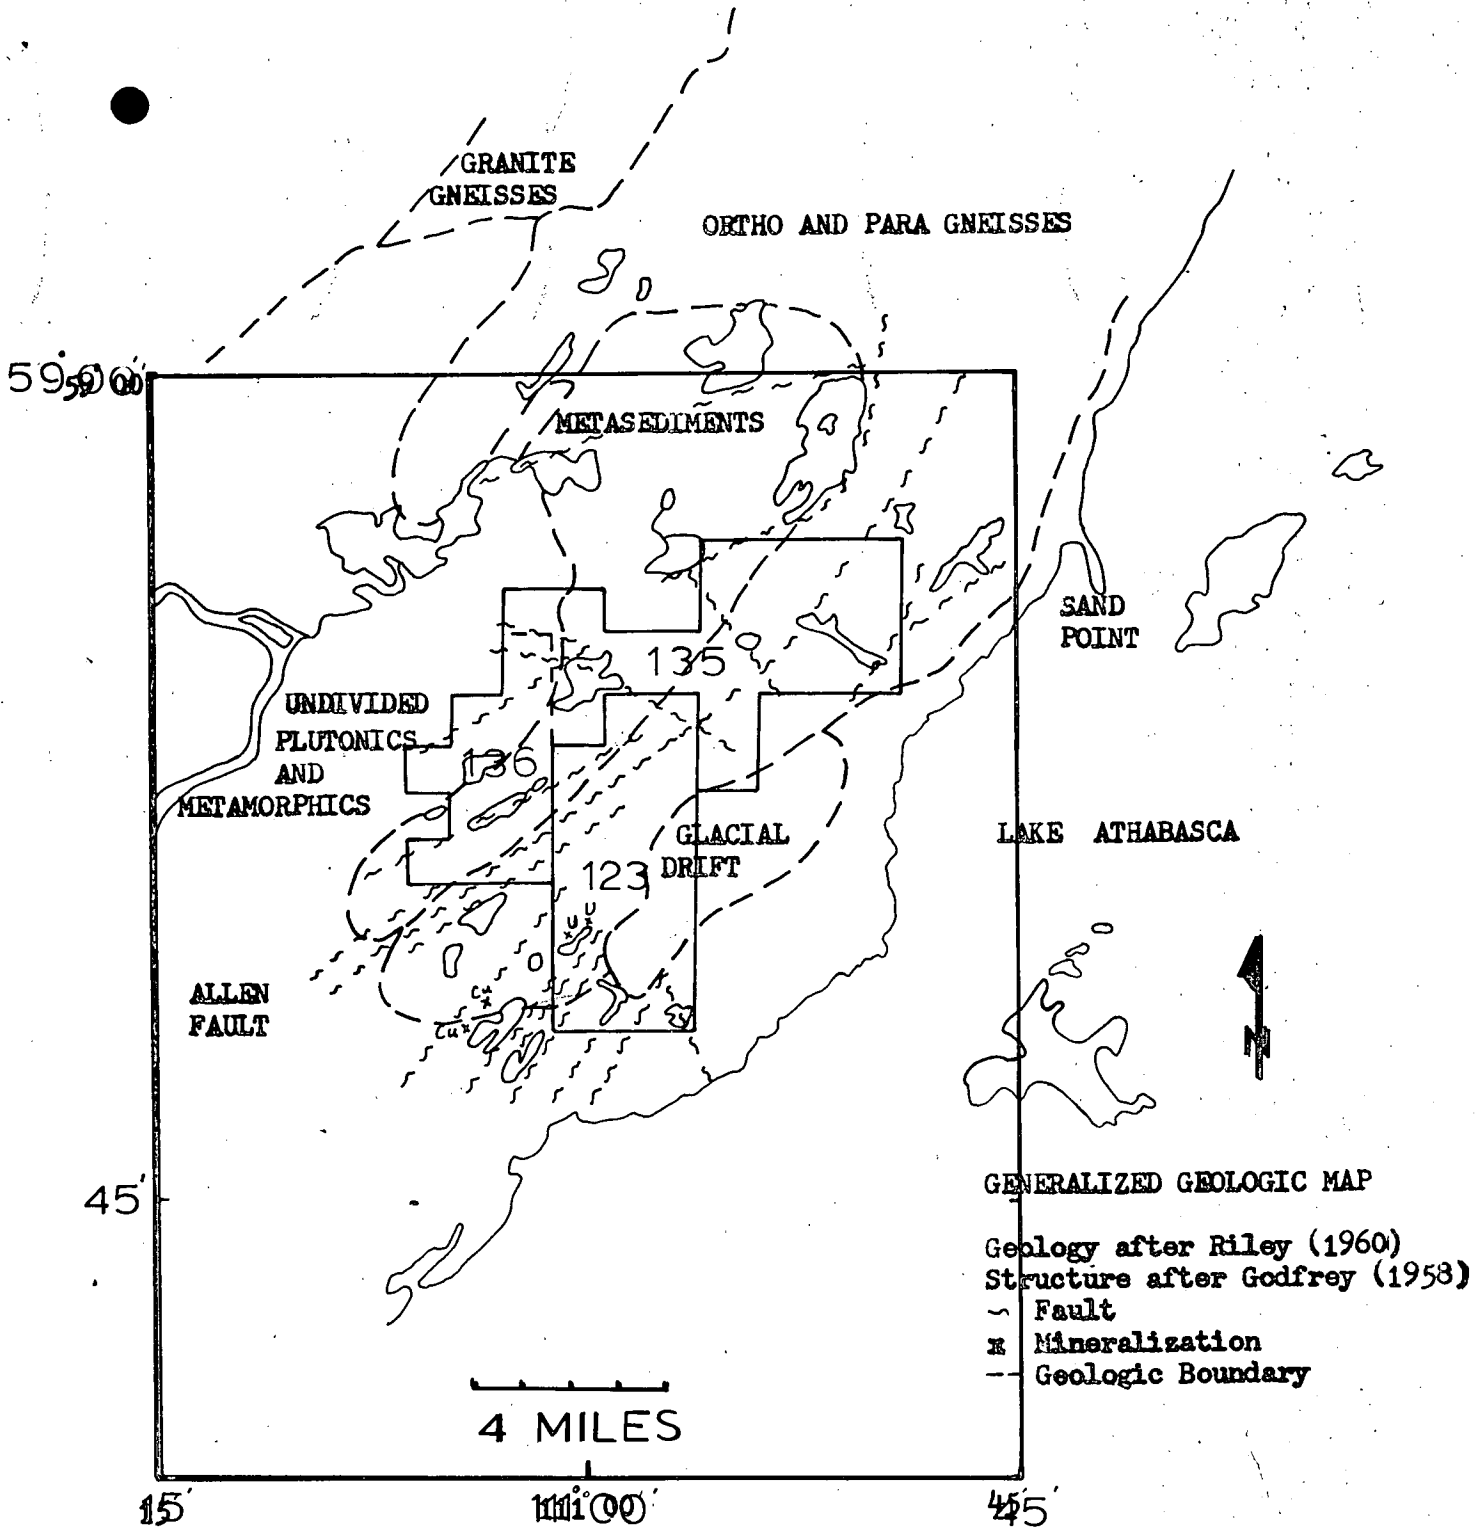 GRANITE
GNEISSES
ORTHO AND PARA GNEISSES
59°00'
METASEDIMENTS
SAND
POINT
135
UNDIVIDED
PLUTONICS
AND
METAMORPHICS
136
GLACIAL
DRIFT
LAKE ATHABASCA
123
U
U
ALLEN
FAULT
Cu
Cu
N
45'
GENERALIZED GEOLOGIC MAP
Geology after Riley (1960)
Structure after Godfrey (1958)
~ Fault
x Mineralization
-- Geologic Boundary
4 MILES
15'
111°00'
45'